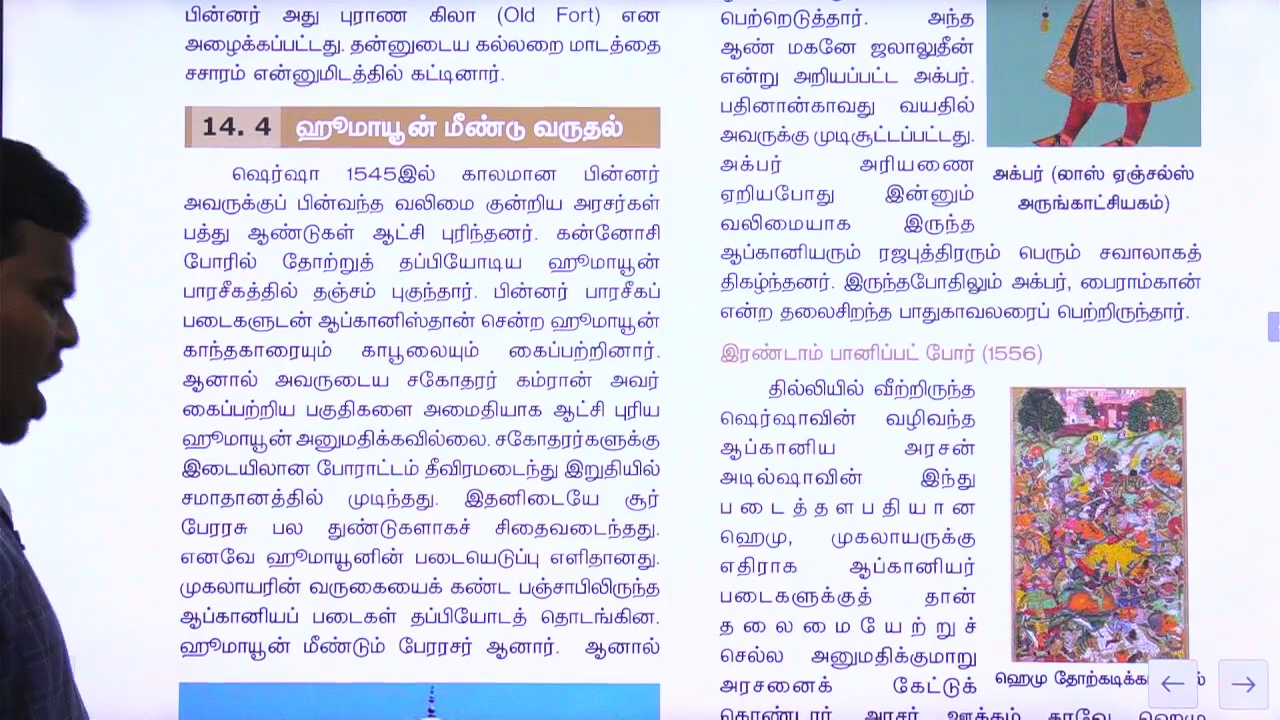 பின்னர் அது புராண கிலா (Old Fort) என
அழைக்கப்பட்டது. தன்னுடைய கல்லறை மாடத்தை
சசாரம் என்னுமிடத்தில் கட்டினார்.
14. 4 ஹூமாயூன் மீண்டு வருதல்
ஷெர்ஷா 1545இல் காலமான பின்னர்
அவருக்குப் பின்வந்த வலிமை குன்றிய அரசர்கள்
பத்து ஆண்டுகள் ஆட்சி புரிந்தனர். கன்னோசி
போரில் தோற்றுத் தப்பியோடிய ஹூமாயூன்
பாரசீகத்தில் தஞ்சம் புகுந்தார். பின்னர் பாரசீகப்
படைகளுடன் ஆப்கானிஸ்தான் சென்ற ஹூமாயூன்
காந்தகாரையும் காபூலையும் கைப்பற்றினார்.
ஆனால் அவருடைய சகோதரர் கம்ரான் அவர்
கைப்பற்றிய பகுதிகளை அமைதியாக ஆட்சி புரிய
ஹூமாயூன் அனுமதிக்கவில்லை. சகோதரர்களுக்கு
இடையிலான போராட்டம் தீவிரமடைந்து இறுதியில்
சமாதானத்தில் முடிந்தது. இதனிடையே சூர்
பேரரசு பல துண்டுகளாகச் சிதைவடைந்தது.
எனவே ஹூமாயூனின் படையெடுப்பு எளிதானது.
முகலாயரின் வருகையைக் கண்ட பஞ்சாபிலிருந்த
ஆப்கானியப் படைகள் தப்பியோடத் தொடங்கின.
ஹூமாயூன் மீண்டும் பேரரசர் ஆனார். ஆனால்
பெற்றெடுத்தார். அந்த
ஆண் மகனே ஜலாலுதீன்
என்று அறியப்பட்ட அக்பர்.
பதினான்காவது வயதில்
அவருக்கு முடிசூட்டப்பட்டது.
அக்பர் அரியணை
ஏறியபோது இன்னும்
வலிமையாக இருந்த
ஆப்கானியரும் ரஜபுத்திரரும் பெரும் சவாலாகத்
திகழ்ந்தனர். இருந்தபோதிலும் அக்பர், பைராம்கான்
என்ற தலைசிறந்த பாதுகாவலரைப் பெற்றிருந்தார்.
அக்பர் (லாஸ் ஏஞ்சல்ஸ்
அருங்காட்சியகம்)
இரண்டாம் பானிப்பட் போர் (1556)
தில்லியில் வீற்றிருந்த
ஷெர்ஷாவின் வழிவந்த
ஆப்கானிய அரசன்
அடில்ஷாவின் இந்து
படைத்தளபதியான
ஹெமு, முகலாயருக்கு
எதிராக ஆப்கானியர்
படைகளுக்குத் தான்
தலைமையேற்றுச்
செல்ல அனுமதிக்குமாறு
அரசனைக் கேட்டுக்
ஹெமு